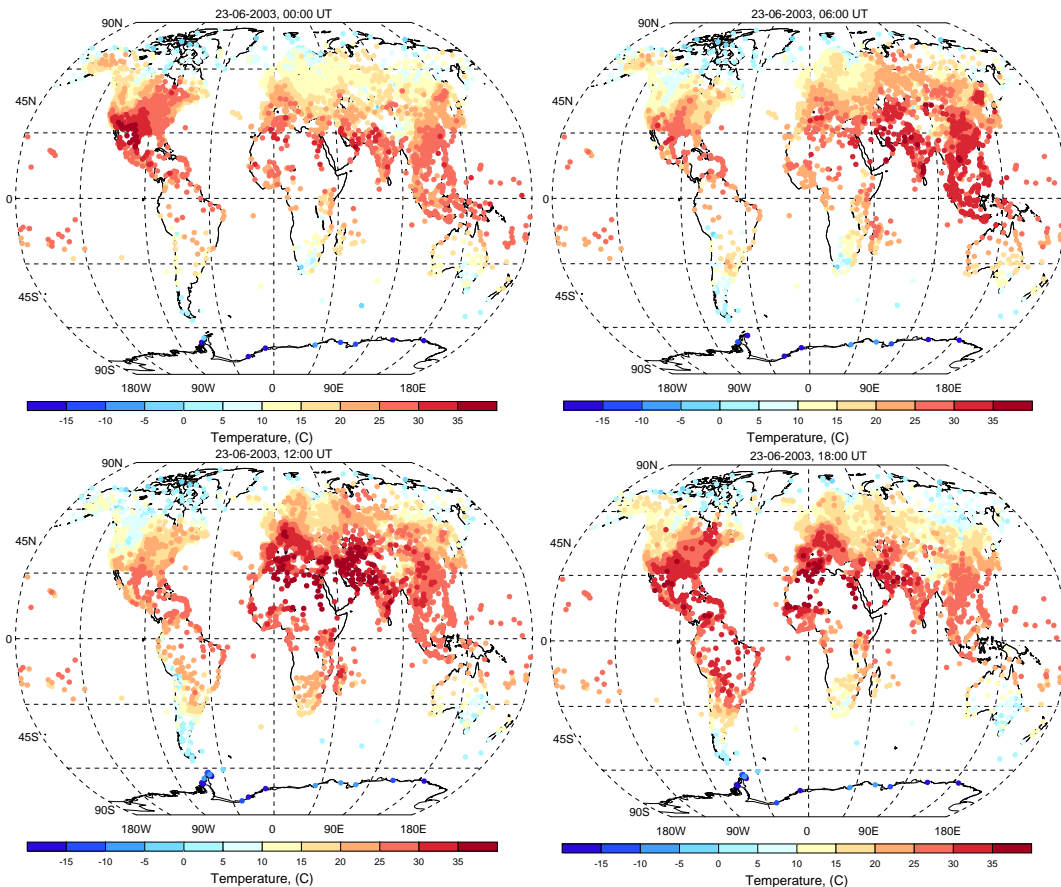 23-06-2003, 00:00 UT
90N
45N
0
45S
90S
180W 90W 0 90E 180E
-15 -10 -5 0 5 10 15 20 25 30 35
Temperature, (C)
23-06-2003, 06:00 UT
90N
45N
0
45S
90S
180W 90W 0 90E 180E
-15 -10 -5 0 5 10 15 20 25 30 35
Temperature, (C)
23-06-2003, 12:00 UT
90N
45N
0
45S
90S
180W 90W 0 90E 180E
-15 -10 -5 0 5 10 15 20 25 30 35
Temperature, (C)
23-06-2003, 18:00 UT
90N
45N
0
45S
90S
180W 90W 0 90E 180E
-15 -10 -5 0 5 10 15 20 25 30 35
Temperature, (C)